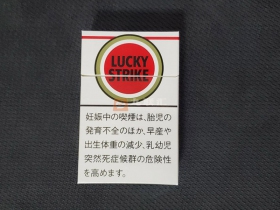 LUCKY
STRIKE
妊娠中の喫煙は、胎児の
発育不全のほか、早産や
出生体重の減少、乳幼児
突然死症候群の危険性
を高めます。